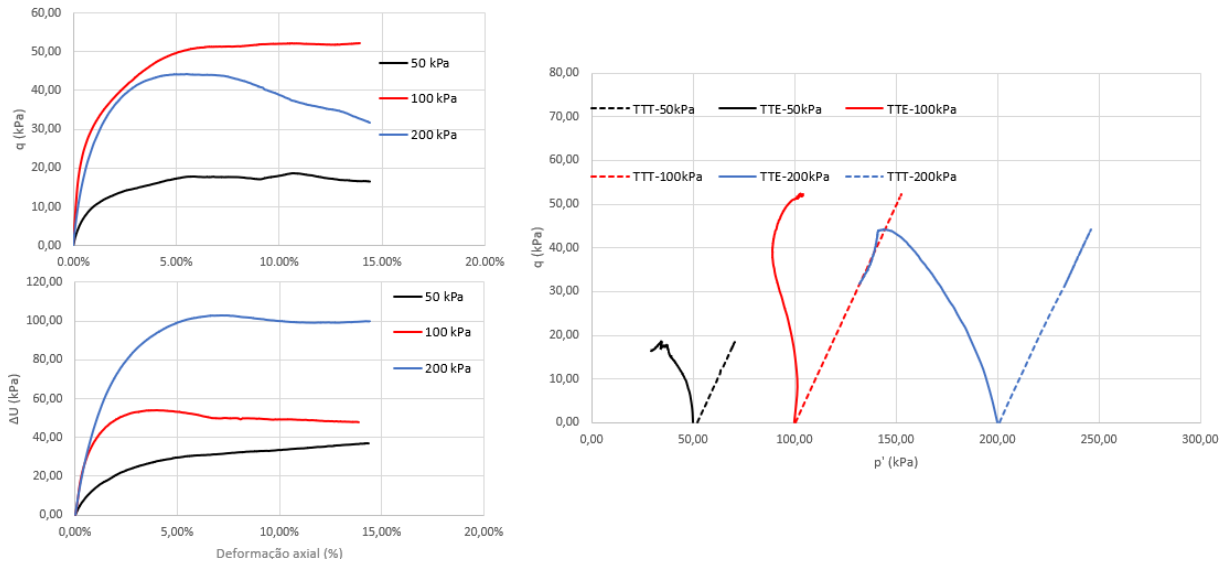 60,00
50,00
40,00
30,00
20,00
10,00
0,00
q (kPa)
50 kPa
100 kPa
200 kPa
0.00% 5.00% 10.00% 15.00% 20.00%
120,00
100,00
80,00
60,00
40,00
20,00
0,00
ΔU (kPa)
50 kPa
100 kPa
200 kPa
0,00% 5,00% 10,00% 15,00% 20,00%
Deformação axial (%)
80,00
70,00
60,00
50,00
40,00
30,00
20,00
10,00
0,00
q (kPa)
TTT-50kPa TTE-50kPa TTE-100kPa
TTT-100kPa TTE-200kPa TTT-200kPa
0,00 50,00 100,00 150,00 200,00 250,00 300,00
p' (kPa)